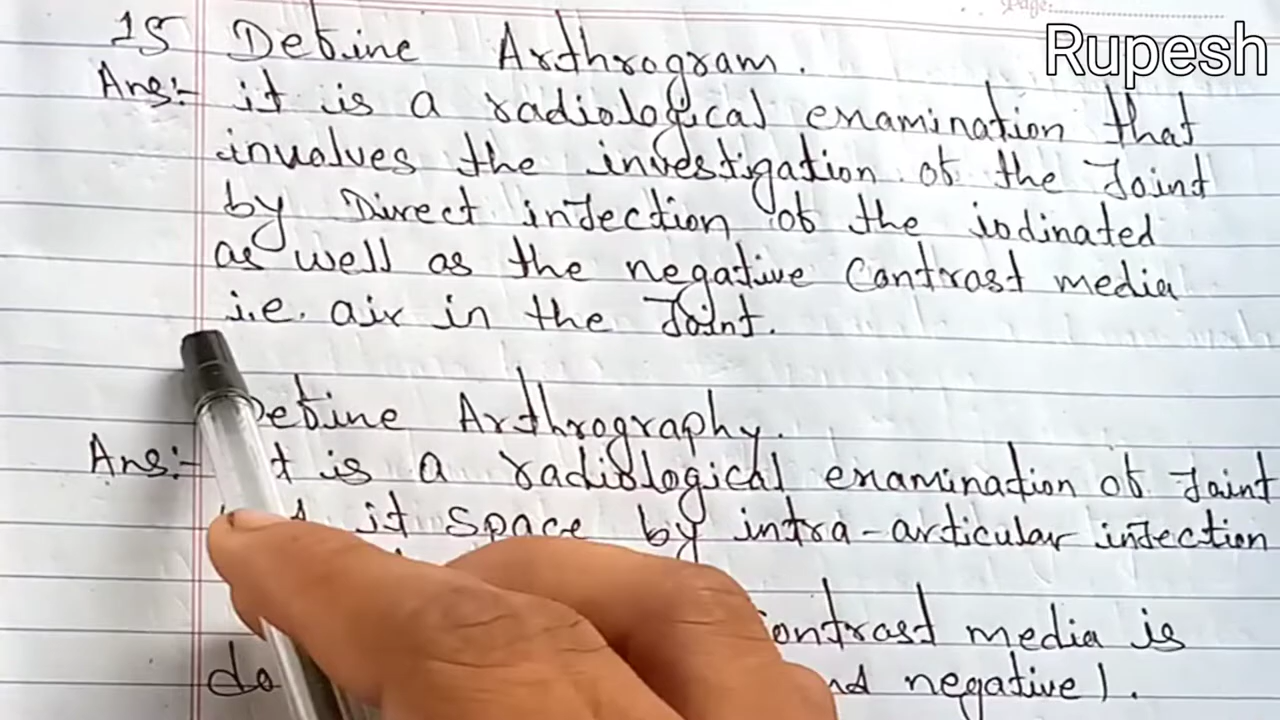 Page:
Rupesh
15 Define Arthrogram.
Ans:- it is a radiological examination that
involves the investigation of the Joint
by Direct injection of the iodinated
as well as the negative Contrast media
i.e. air in the Joint.
Define Arthrography.
Ans:- It is a radiological examination of Joint
it space by intra-articular injection
contrast media is
do negative).